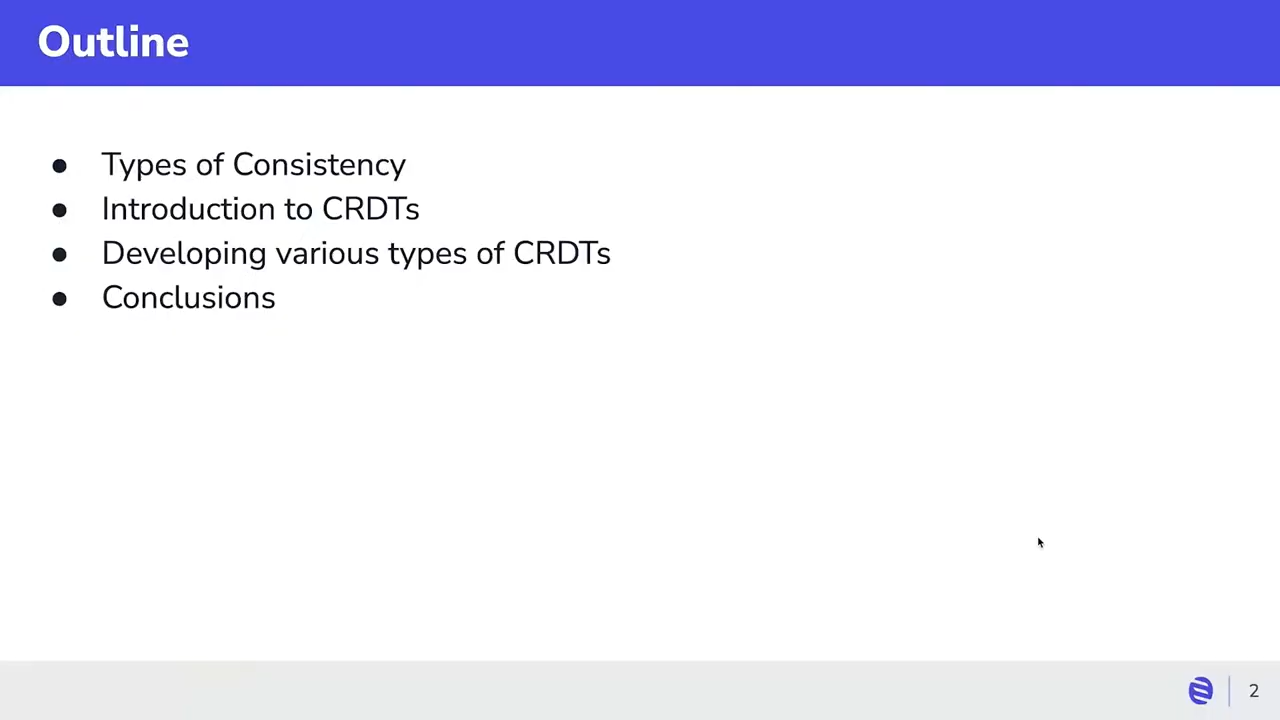 Outline
● Types of Consistency
● Introduction to CRDTs
● Developing various types of CRDTs
● Conclusions
2